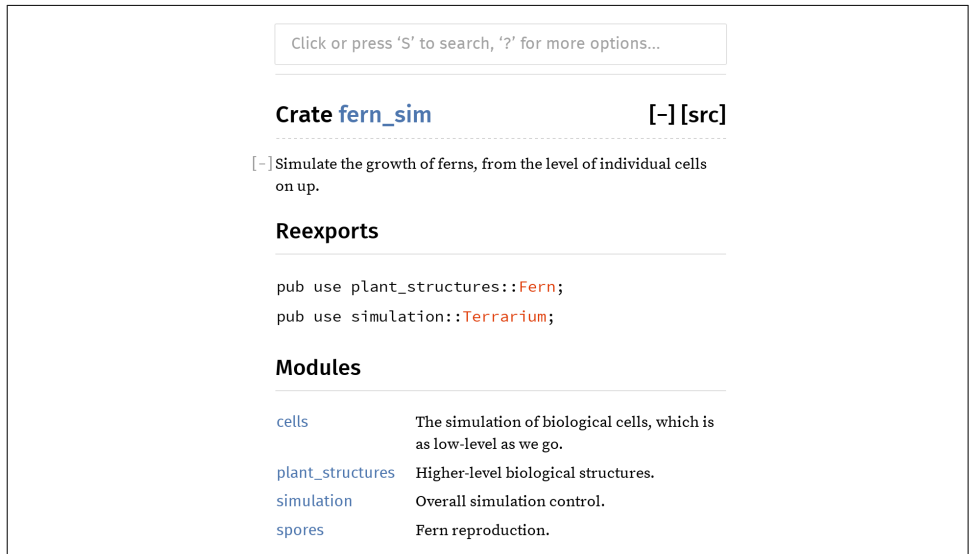 Click or press ‘S’ to search, ‘?’ for more options...
Crate fern_sim [−] [src]
[−] Simulate the growth of ferns, from the level of individual cells
on up.
Reexports
pub use plant_structures::Fern;
pub use simulation::Terrarium;
Modules
cells The simulation of biological cells, which is
as low-level as we go.
plant_structures Higher-level biological structures.
simulation Overall simulation control.
spores Fern reproduction.